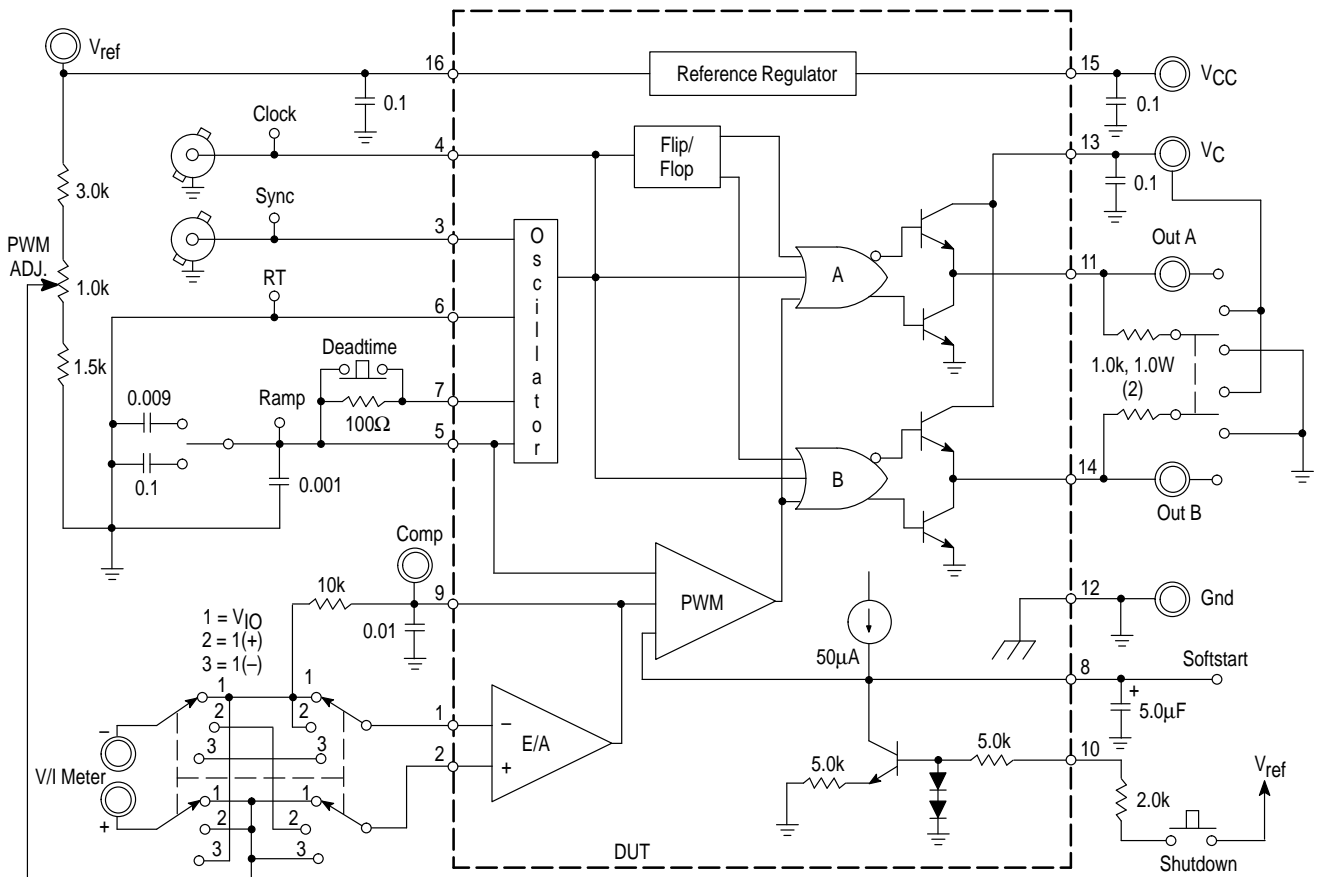 Vref
16
Reference Regulator
15
VCC
0.1
0.1
Clock
4
Flip/
Flop
13
VC
0.1
3.0k
Sync
3
Oscillator
PWM
ADJ.
1.0k
RT
6
A
11
Out A
1.5k
Deadtime
7
100Ω
1.0k, 1.0W
(2)
0.009
Ramp
5
0.1
0.001
B
14
Out B
Comp
10k
9
0.01
PWM
12
Gnd
1 = VIO
2 = 1(+)
3 = 1(–)
50µA
8
Softstart
+
5.0µF
1
1
2
2
3
3
–
V/I Meter
+
1
–
2
+
E/A
1
1
2
2
3
3
5.0k
5.0k
10
Vref
2.0k
Shutdown
DUT